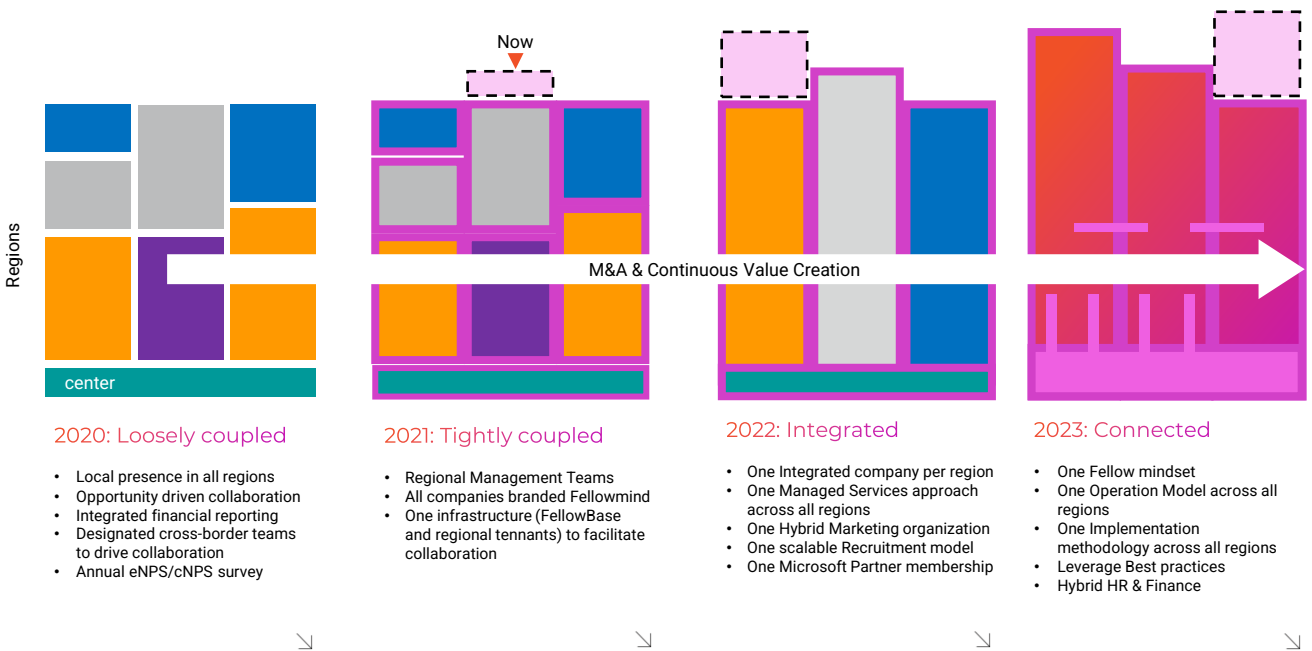 Now
Regions
M&A & Continuous Value Creation
center
2020: Loosely coupled
• Local presence in all regions
• Opportunity driven collaboration
• Integrated financial reporting
• Designated cross-border teams
to drive collaboration
• Annual eNPS/cNPS survey
2021: Tightly coupled
• Regional Management Teams
• All companies branded Fellowmind
• One infrastructure (FellowBase
and regional tennants) to facilitate
collaboration
2022: Integrated
• One Integrated company per region
• One Managed Services approach
across all regions
• One Hybrid Marketing organization
• One scalable Recruitment model
• One Microsoft Partner membership
2023: Connected
• One Fellow mindset
• One Operation Model across all
regions
• One Implementation
methodology across all regions
• Leverage Best practices
• Hybrid HR & Finance